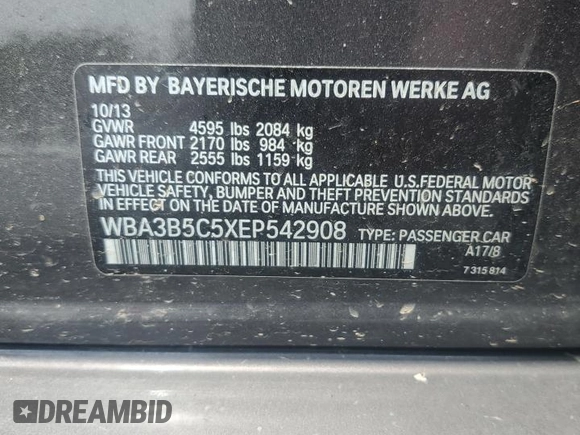 MFD BY BAYERISCHE MOTOREN WERKE AG
10/13
GVWR 4595 lbs 2084 kg
GAWR FRONT 2170 lbs 984 kg
GAWR REAR 2555 lbs 1159 kg
THIS VEHICLE CONFORMS TO ALL APPLICABLE U.S.FEDERAL MOTOR
VEHICLE SAFETY, BUMPER AND THEFT PREVENTION STANDARDS
IN EFFECT ON THE DATE OF MANUFACTURE SHOWN ABOVE.
WBA3B5C5XEP542908 TYPE: PASSENGER CAR
A17/8
7 315 814
DREAMBID